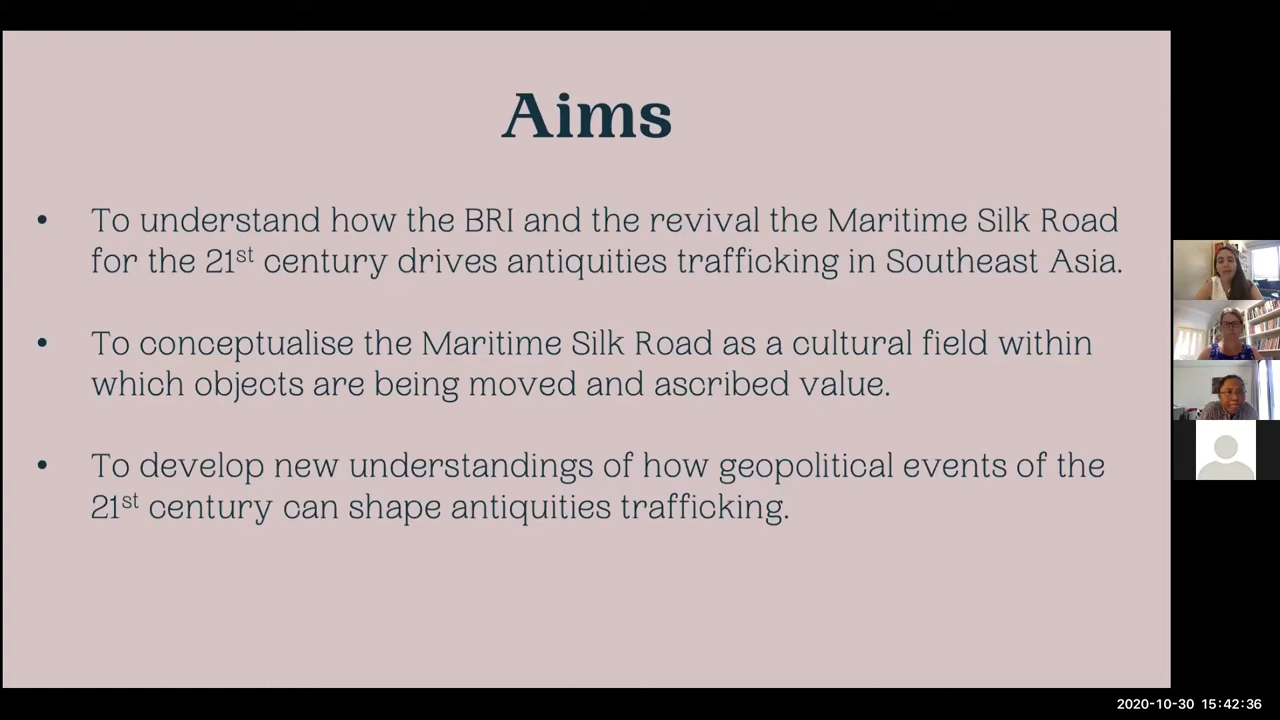 Aims
• To understand how the BRI and the revival the Maritime Silk Road
for the 21st century drives antiquities trafficking in Southeast Asia.
• To conceptualise the Maritime Silk Road as a cultural field within
which objects are being moved and ascribed value.
• To develop new understandings of how geopolitical events of the
21st century can shape antiquities trafficking.
2020-10-30 15:42:36